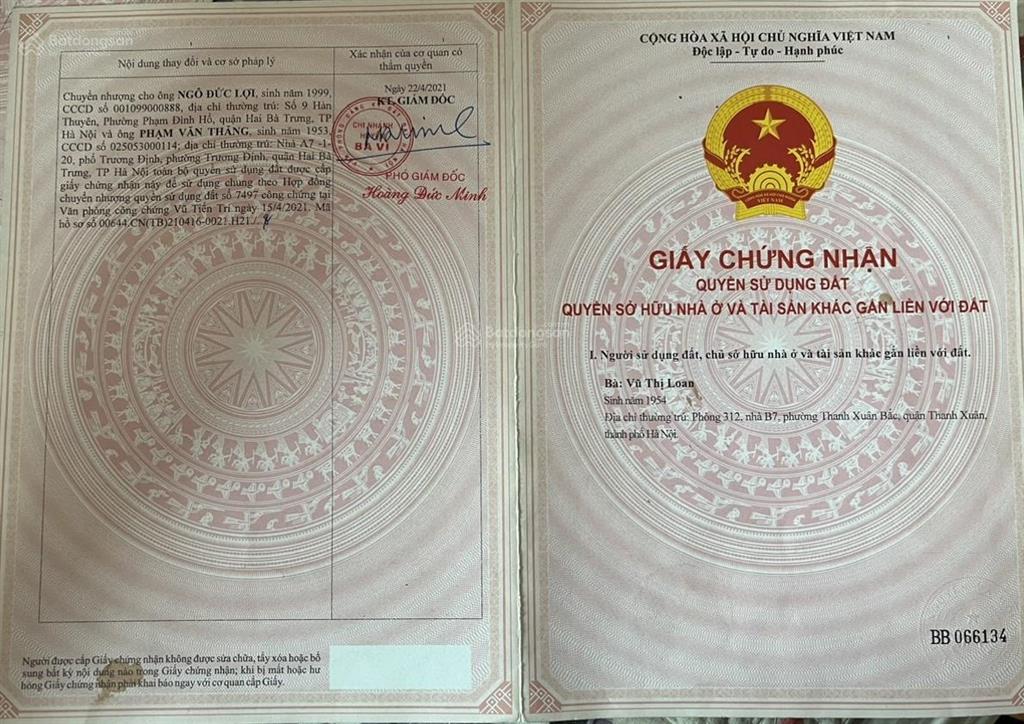 Nội dung thay đổi và cơ sở pháp lý
Xác nhận của cơ quan có
thẩm quyền
Chuyển nhượng cho ông NGÔ ĐỨC LỢI, sinh năm 1999,
CCCD số 001099000888, địa chỉ thường trú: Số 9 Hàn
Thuyên, Phường Phạm Đình Hổ, quận Hai Bà Trưng, TP
Hà Nội và ông PHẠM VĂN THĂNG, sinh năm 1953,
CCCD số 025053000114; địa chỉ thường trú: Nhà A7 -1-
20, phố Trương Định, phường Trương Định, quận Hai Bà
Trưng, TP Hà Nội toàn bộ quyền sử dụng đất được cấp
giấy chứng nhận này để sử dụng chung theo Hợp đồng
chuyển nhượng quyền sử dụng đất số 7497 công chứng tại
Văn phòng công chứng Vũ Tiến Trí ngày 15/4/2021. Mã
hồ sơ số 00644.CN(TB)210416-0021.H21./.
Ngày 22/4/2021
KT. GIÁM ĐỐC
CHI NHÁNH
BA VÌ
PHÓ GIÁM ĐỐC
Hoàng Đức Minh
Người được cấp Giấy chứng nhận không được sửa chữa, tẩy xóa hoặc bổ
sung bất kỳ nội dung nào trong Giấy chứng nhận; khi bị mất hoặc hư
hỏng Giấy chứng nhận phải khai báo ngay với cơ quan cấp Giấy.
CỘNG HÒA XÃ HỘI CHỦ NGHĨA VIỆT NAM
Độc lập - Tự do - Hạnh phúc
VIỆT NAM
GIẤY CHỨNG NHẬN
QUYỀN SỬ DỤNG ĐẤT
QUYỀN SỞ HỮU NHÀ Ở VÀ TÀI SẢN KHÁC GẮN LIỀN VỚI ĐẤT
I. Người sử dụng đất, chủ sở hữu nhà ở và tài sản khác gắn liền với đất.
Bà: Vũ Thị Loan
Sinh năm 1954
Địa chỉ thường trú: Phòng 312, nhà B7, phường Thanh Xuân Bắc, quận Thanh Xuân,
thành phố Hà Nội.
BB 066134
Batdongsan
Batdongsan